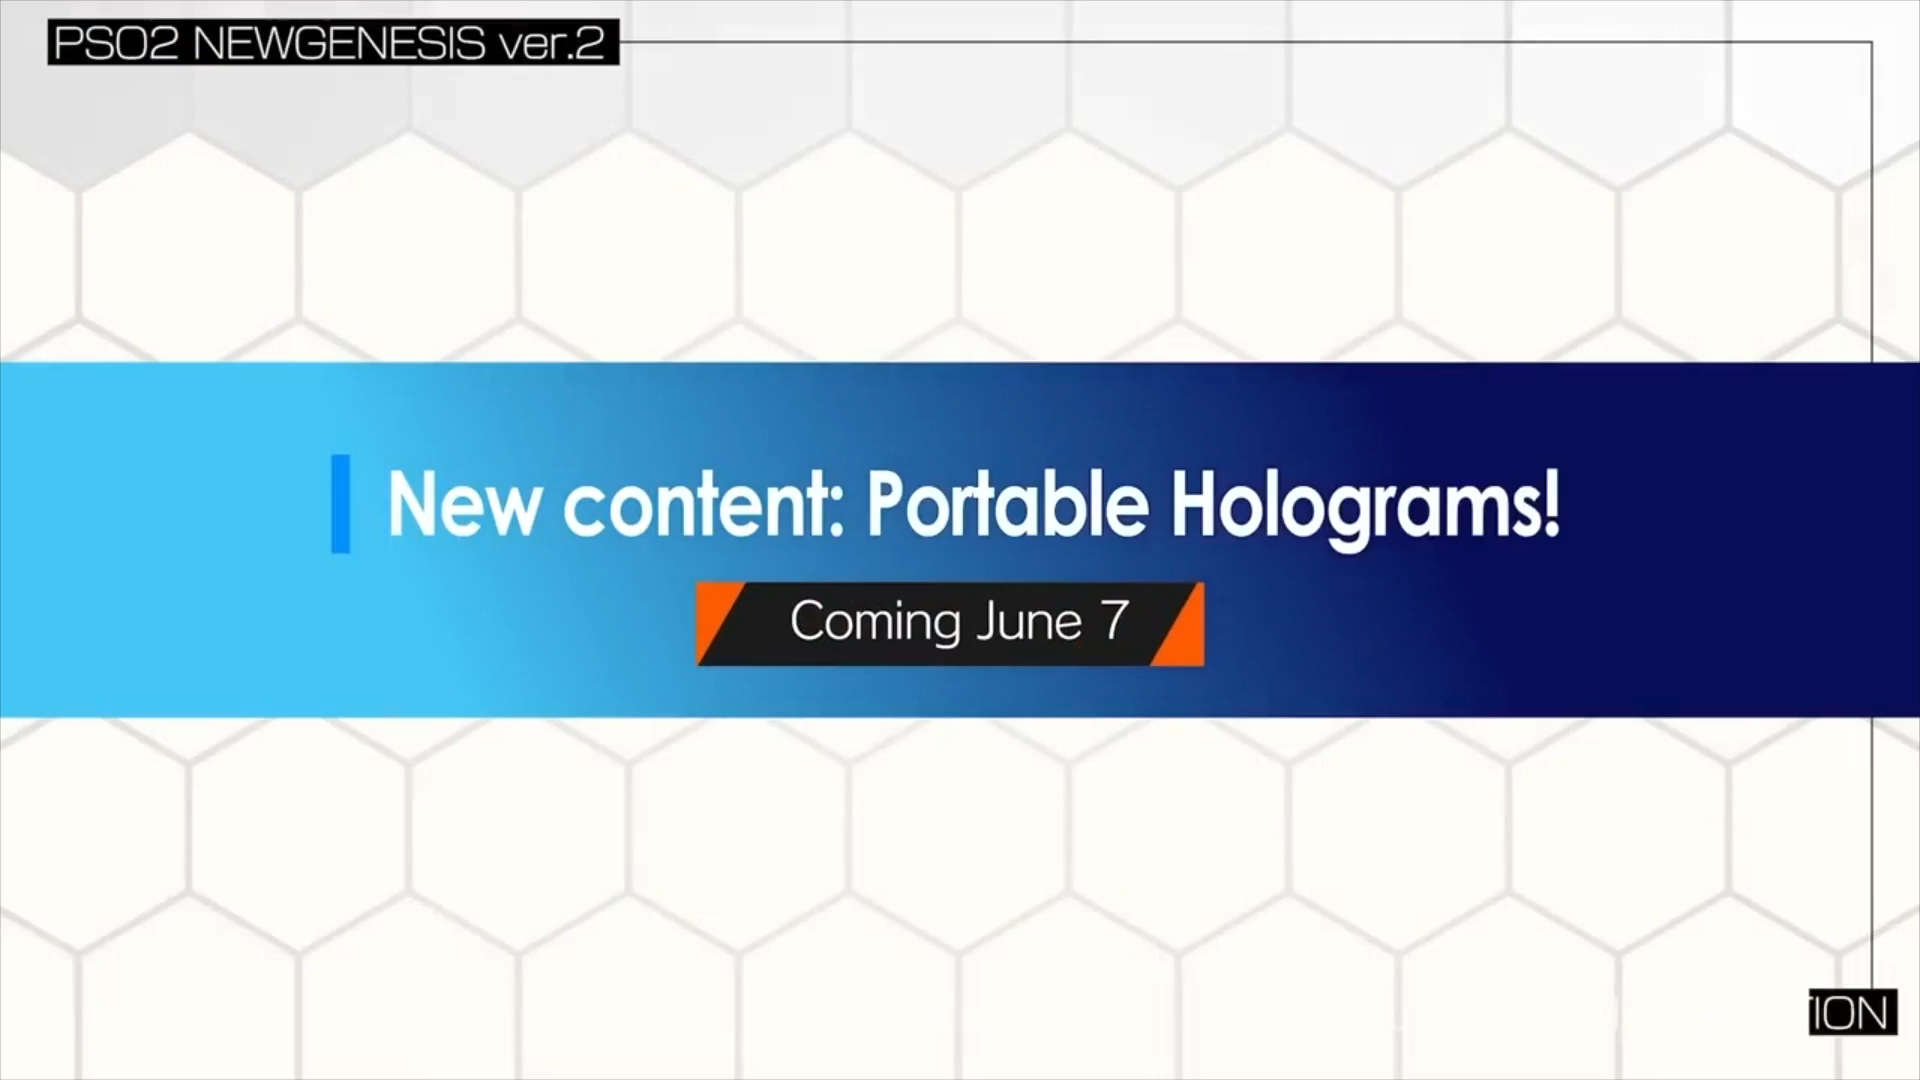 PSO2 NEWGENESIS ver.2
New content: Portable Holograms!
Coming June 7
ION